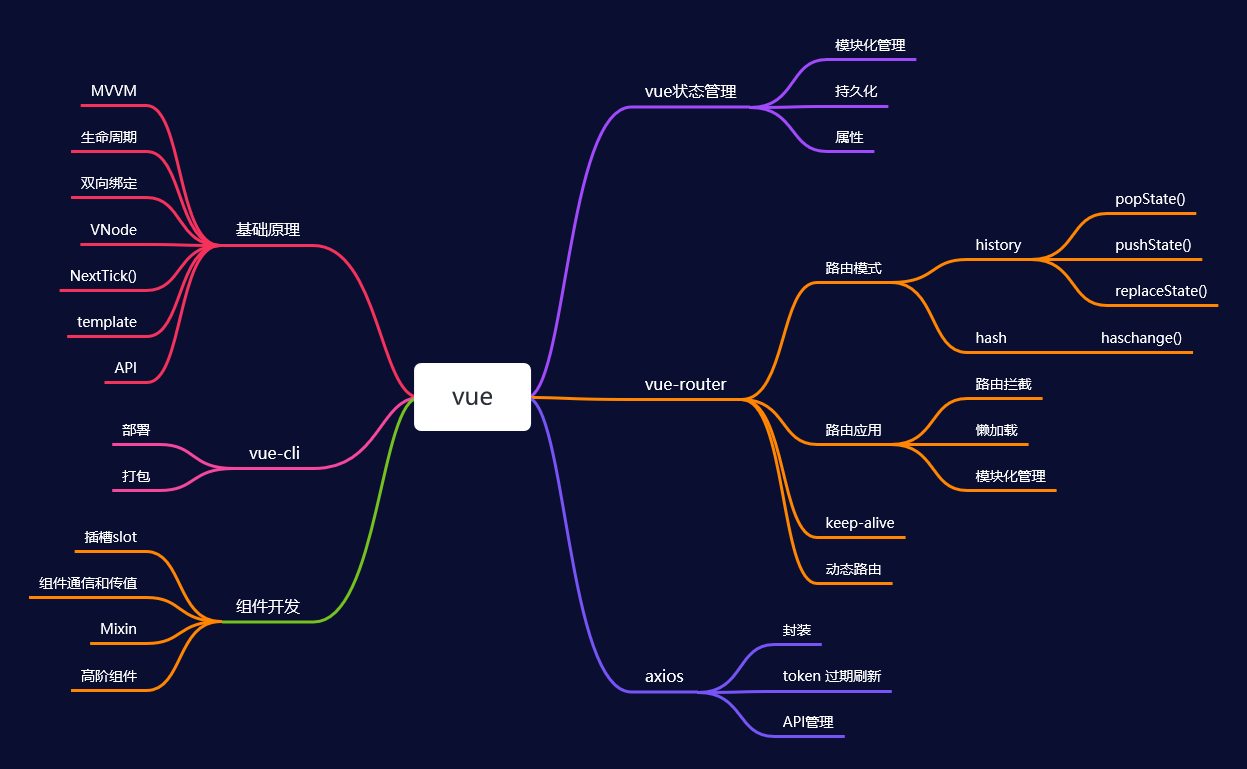 vue
基础原理
MVVM
生命周期
双向绑定
VNode
NextTick()
template
API
vue-cli
部署
打包
组件开发
插槽slot
组件通信和传值
Mixin
高阶组件
vue状态管理
模块化管理
持久化
属性
vue-router
路由模式
history
popState()
pushState()
replaceState()
hash
haschange()
路由应用
路由拦截
懒加载
模块化管理
keep-alive
动态路由
axios
封装
token 过期刷新
API管理